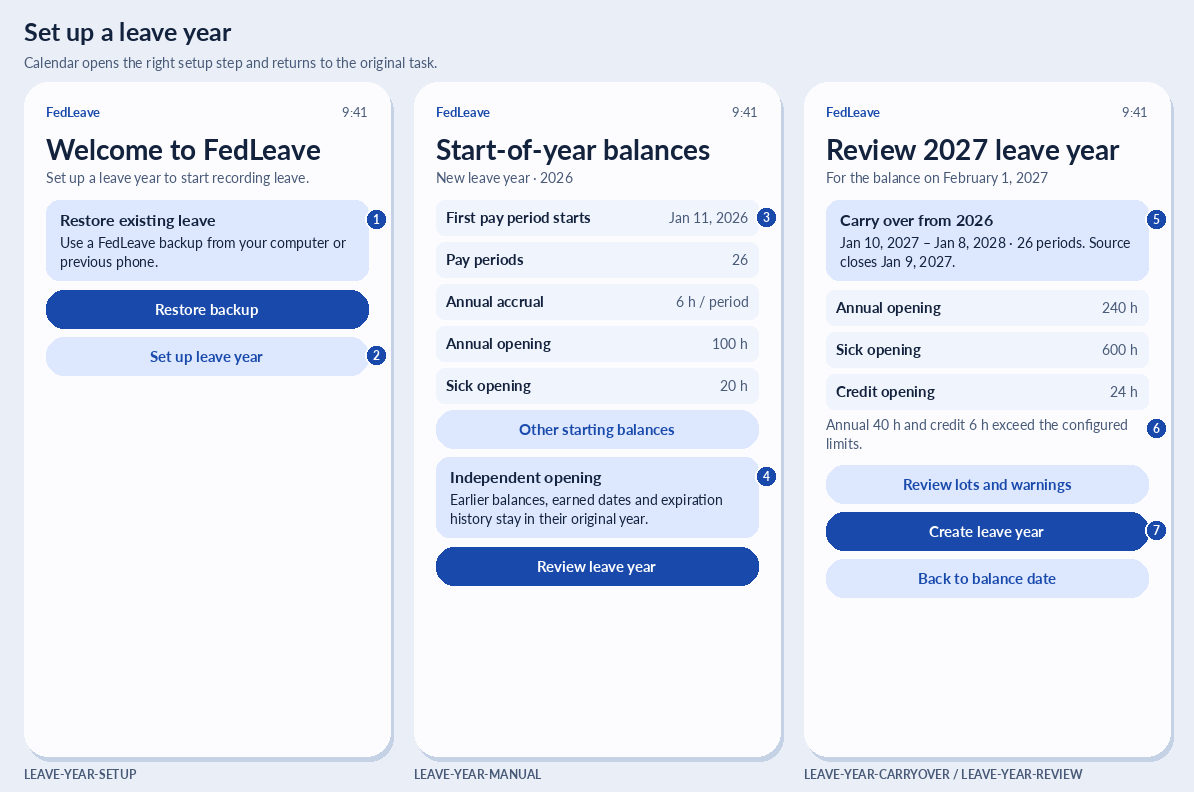 Set up a leave year
Calendar opens the right setup step and returns to the original task.
FedLeave 9:41
Welcome to FedLeave
Set up a leave year to start recording leave.
Restore existing leave
1
Use a FedLeave backup from your computer or
previous phone.
Restore backup
Set up leave year
2
LEAVE-YEAR-SETUP
FedLeave 9:41
Start-of-year balances
New leave year · 2026
First pay period starts Jan 11, 2026
3
Pay periods 26
Annual accrual 6 h / period
Annual opening 100 h
Sick opening 20 h
Other starting balances
Independent opening
4
Earlier balances, earned dates and expiration
history stay in their original year.
Review leave year
LEAVE-YEAR-MANUAL
FedLeave 9:41
Review 2027 leave year
For the balance on February 1, 2027
Carry over from 2026
5
Jan 10, 2027 – Jan 8, 2028 · 26 periods. Source
closes Jan 9, 2027.
Annual opening 240 h
Sick opening 600 h
Credit opening 24 h
Annual 40 h and credit 6 h exceed the configured
limits.
6
Review lots and warnings
Create leave year
7
Back to balance date
LEAVE-YEAR-CARRYOVER / LEAVE-YEAR-REVIEW